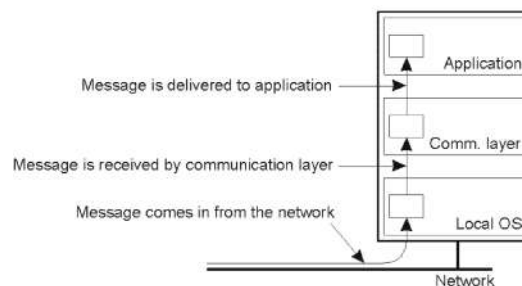 Application
Message is delivered to application
Comm. layer
Message is received by communication layer
Message comes in from the network
Local OS
Network